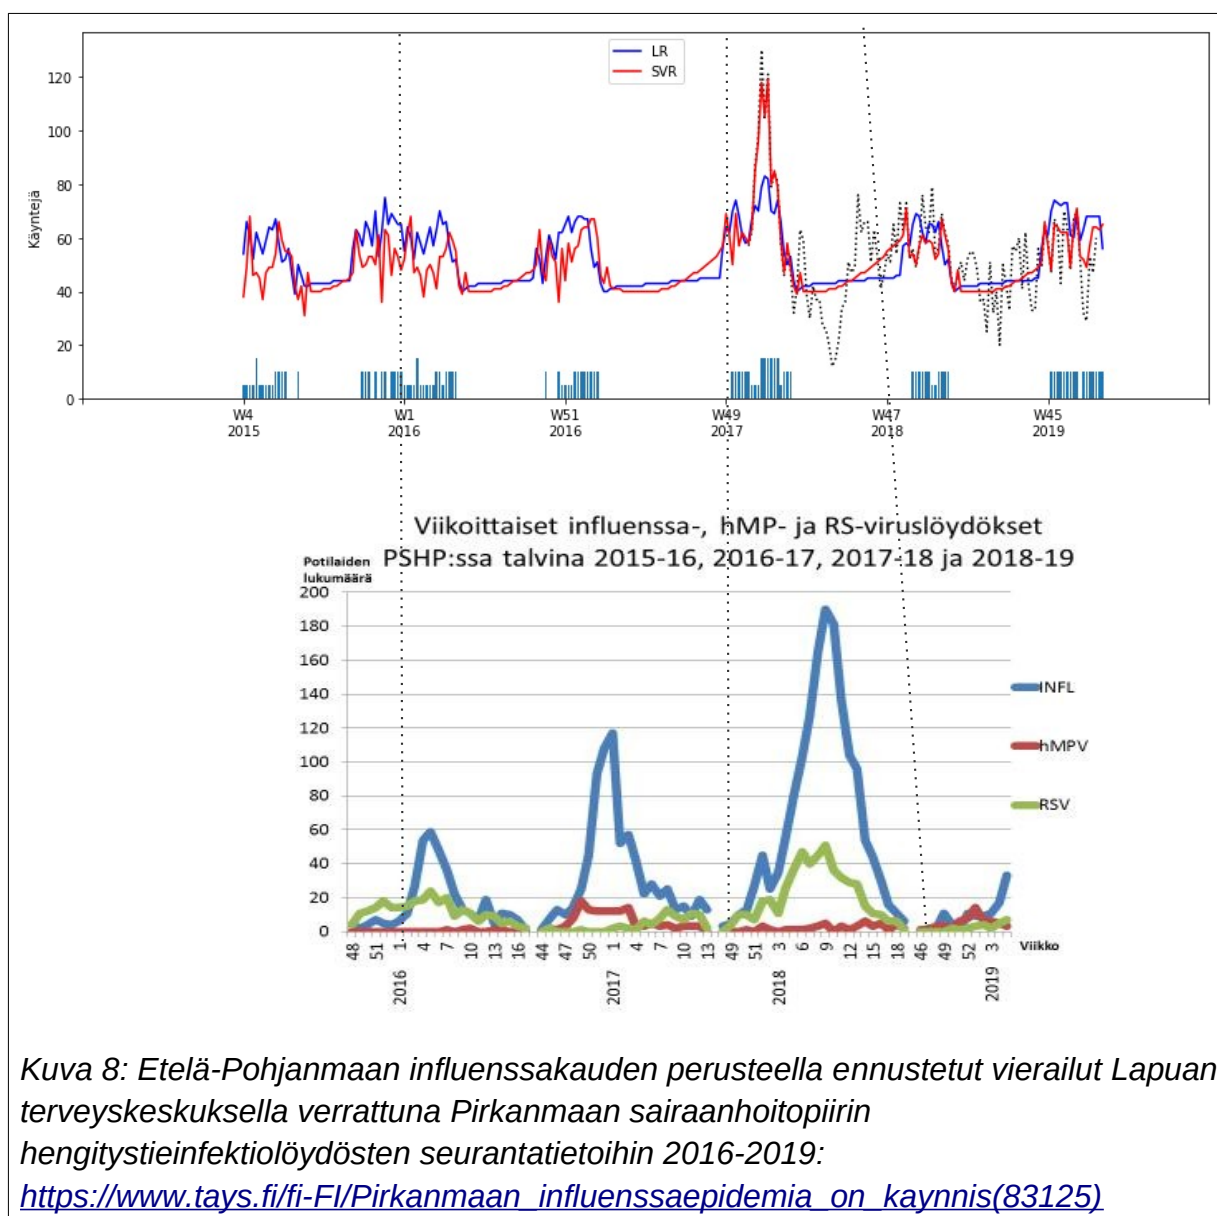 LR
SVR
Käyntejä
120
100
80
60
40
20
0
W4
2015
W1
2016
W51
2016
W49
2017
W47
2018
W45
2019
Viikoittaiset influenssa-, hMP- ja RS-viruslöydökset
PSHP:ssa talvina 2015-16, 2016-17, 2017-18 ja 2018-19
Potilaiden
lukumäärä
200
180
160
140
120
100
80
60
40
20
0
INFL
hMPV
RSV
48 51 1 4 7 10 13 16 44 47 50 1 4 7 10 13 49 51 3 6 9 12 15 18 46 49 52 3
Viikko
2016 2017 2018 2019
Kuva 8: Etelä-Pohjanmaan influenssakauden perusteella ennustetut vierailut Lapuan
terveyskeskuksella verrattuna Pirkanmaan sairaanhoitopiirin
hengitystieinfektiolöydösten seurantatietoihin 2016-2019:
https://www.tays.fi/fi-FI/Pirkanmaan_influenssaepidemia_on_kaynnis(83125)